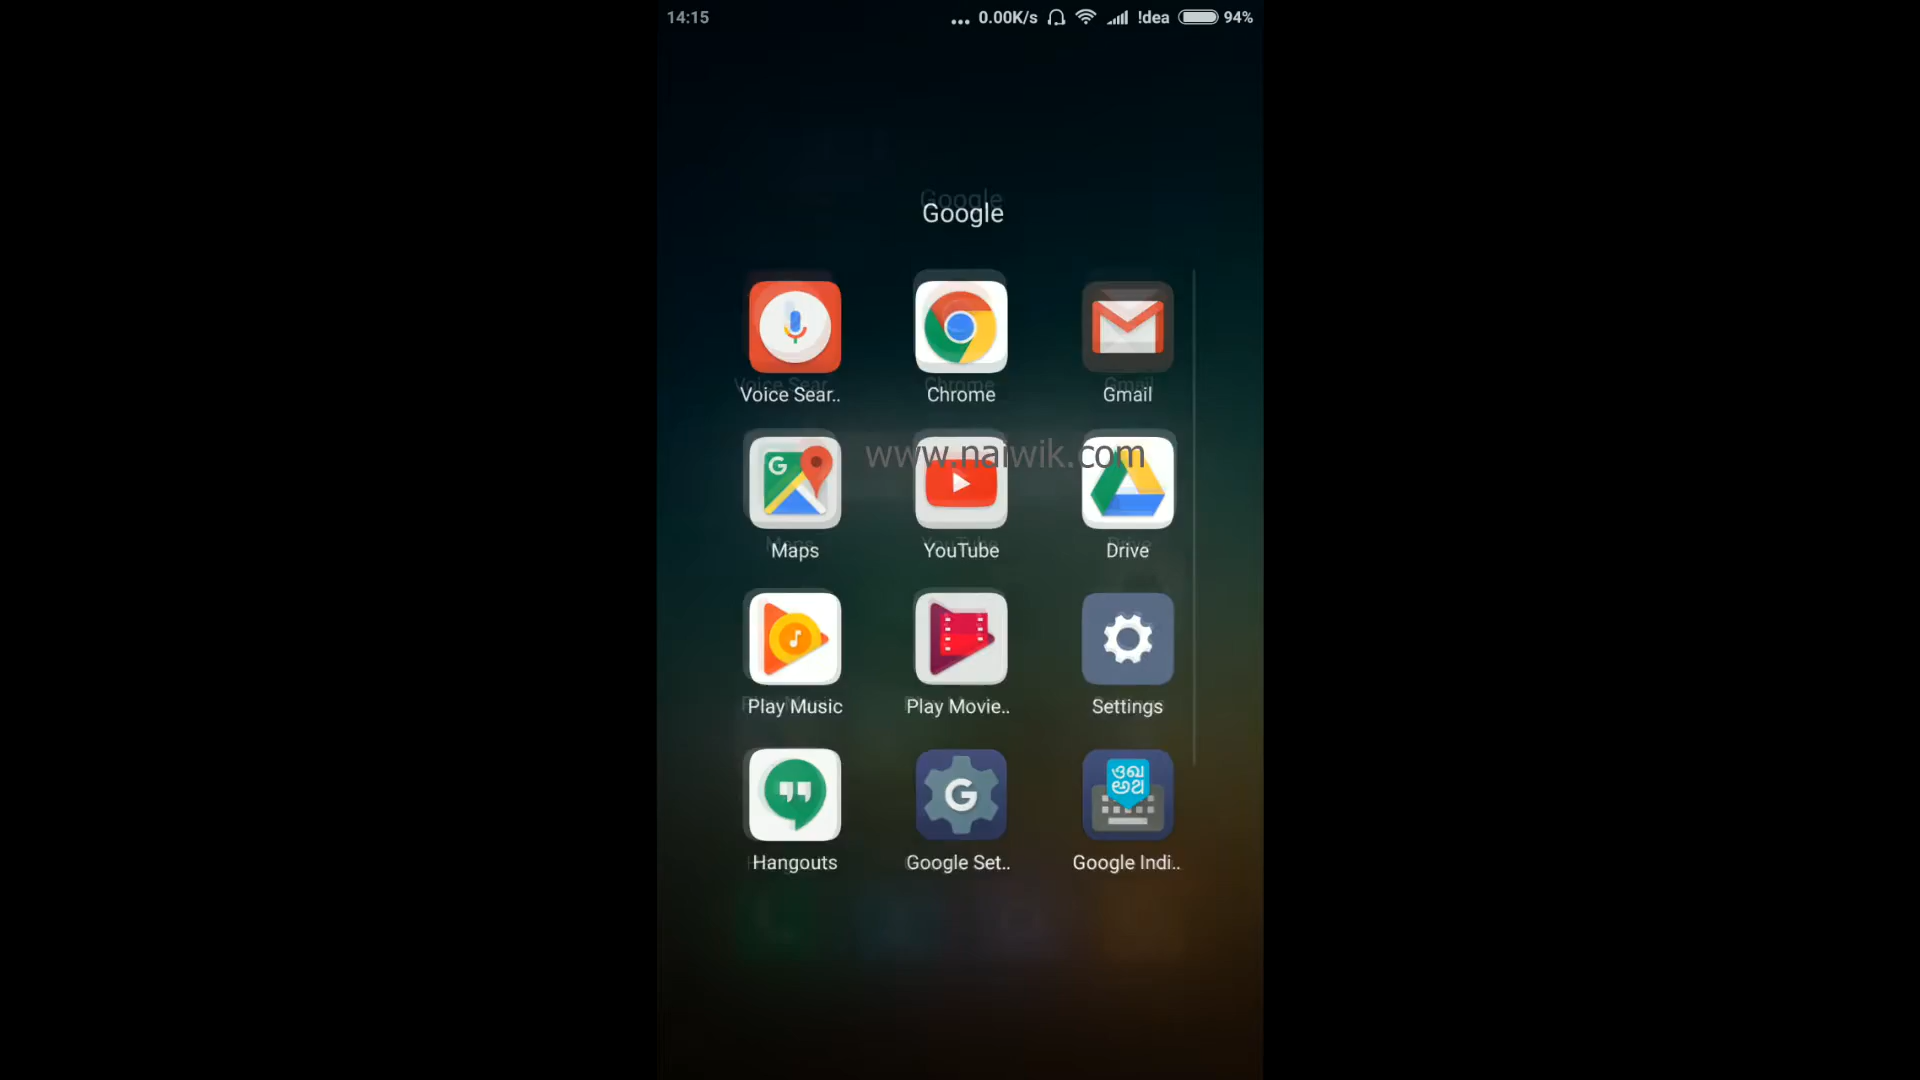 14:15
... 0.00K/s !dea 94%
Google
Voice Sear.. Chrome Gmail
www.naiwik.com
Maps YouTube Drive
Play Music Play Movie.. Settings
Hangouts Google Set.. Google Indi..